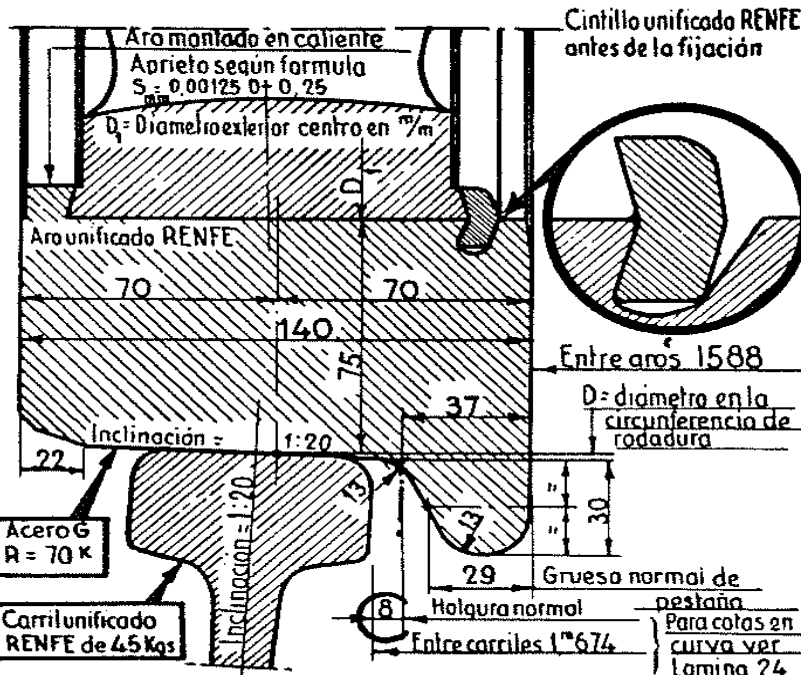 Cintillo unificado RENFE
antes de la fijación
Aro montado en caliente
Aprieto según formula
S mm = 0,00125 D + 0,25
D₁ = Diametro exterior centro en m/m
D₁
Aro unificado RENFE
70
70
140
75
Entre aros 1588
37
D = diámetro en la
circunferencia de
rodadura
Inclinación = 1:20
22
13
13
"
"
30
Inclinación = 1:20
Acero G
R = 70 K
29
Grueso normal de
pestaña
8
Holgura normal
Carril unificado
RENFE de 45 Kgs
Entre carriles 1m674
Para cotas en
curva ver
Lamina 24